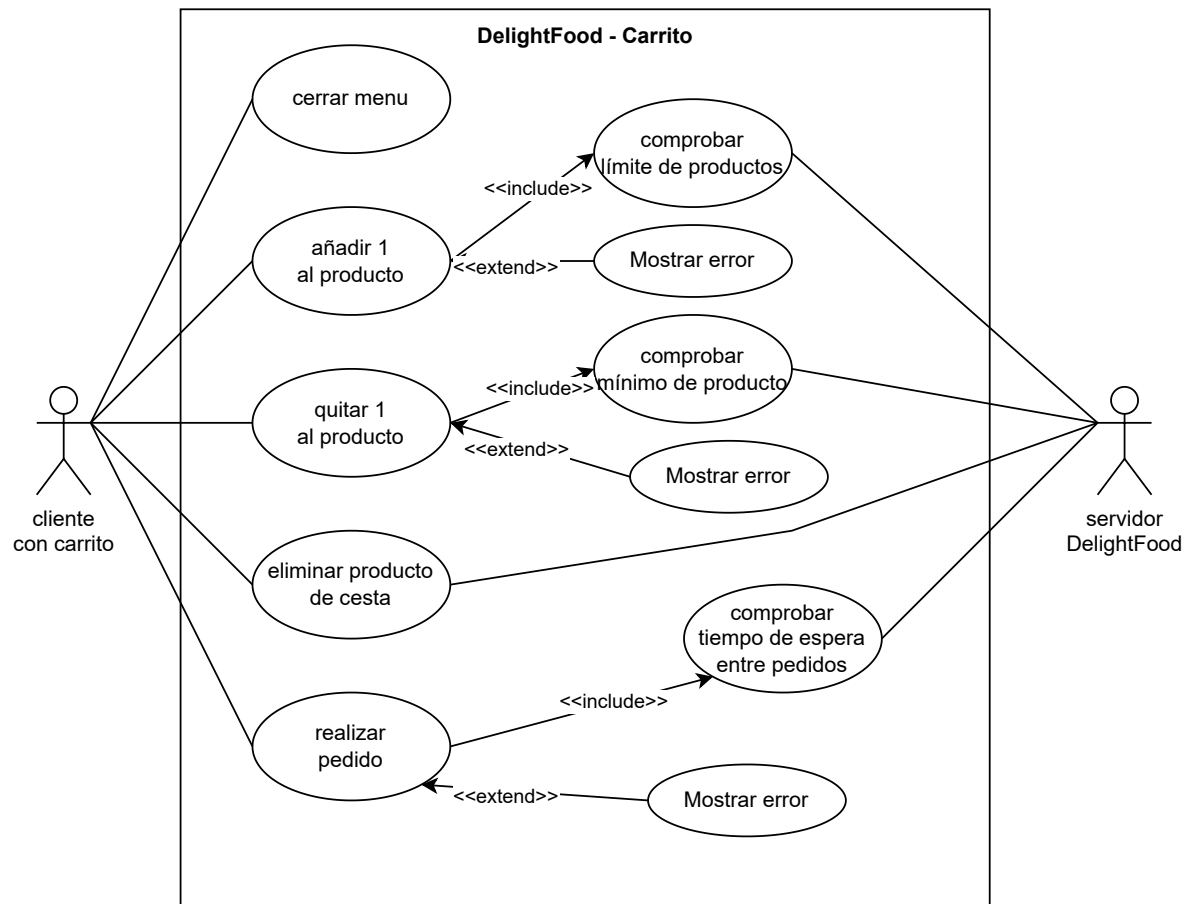 DelightFood - Carrito
cerrar menu
comprobar
límite de productos
<<include>>
añadir 1
al producto
<<extend>>
Mostrar error
comprobar
mínimo de producto
<<include>>
quitar 1
al producto
<<extend>>
Mostrar error
cliente
con carrito
servidor
DelightFood
eliminar producto
de cesta
comprobar
tiempo de espera
entre pedidos
<<include>>
realizar
pedido
<<extend>>
Mostrar error